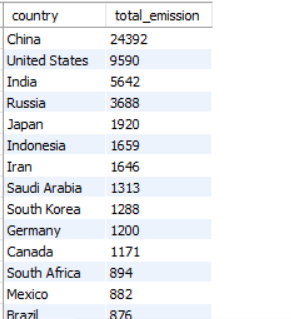 country total_emission
China 24392
United States 9590
India 5642
Russia 3688
Japan 1920
Indonesia 1659
Iran 1646
Saudi Arabia 1313
South Korea 1288
Germany 1200
Canada 1171
South Africa 894
Mexico 882
Brazil 876